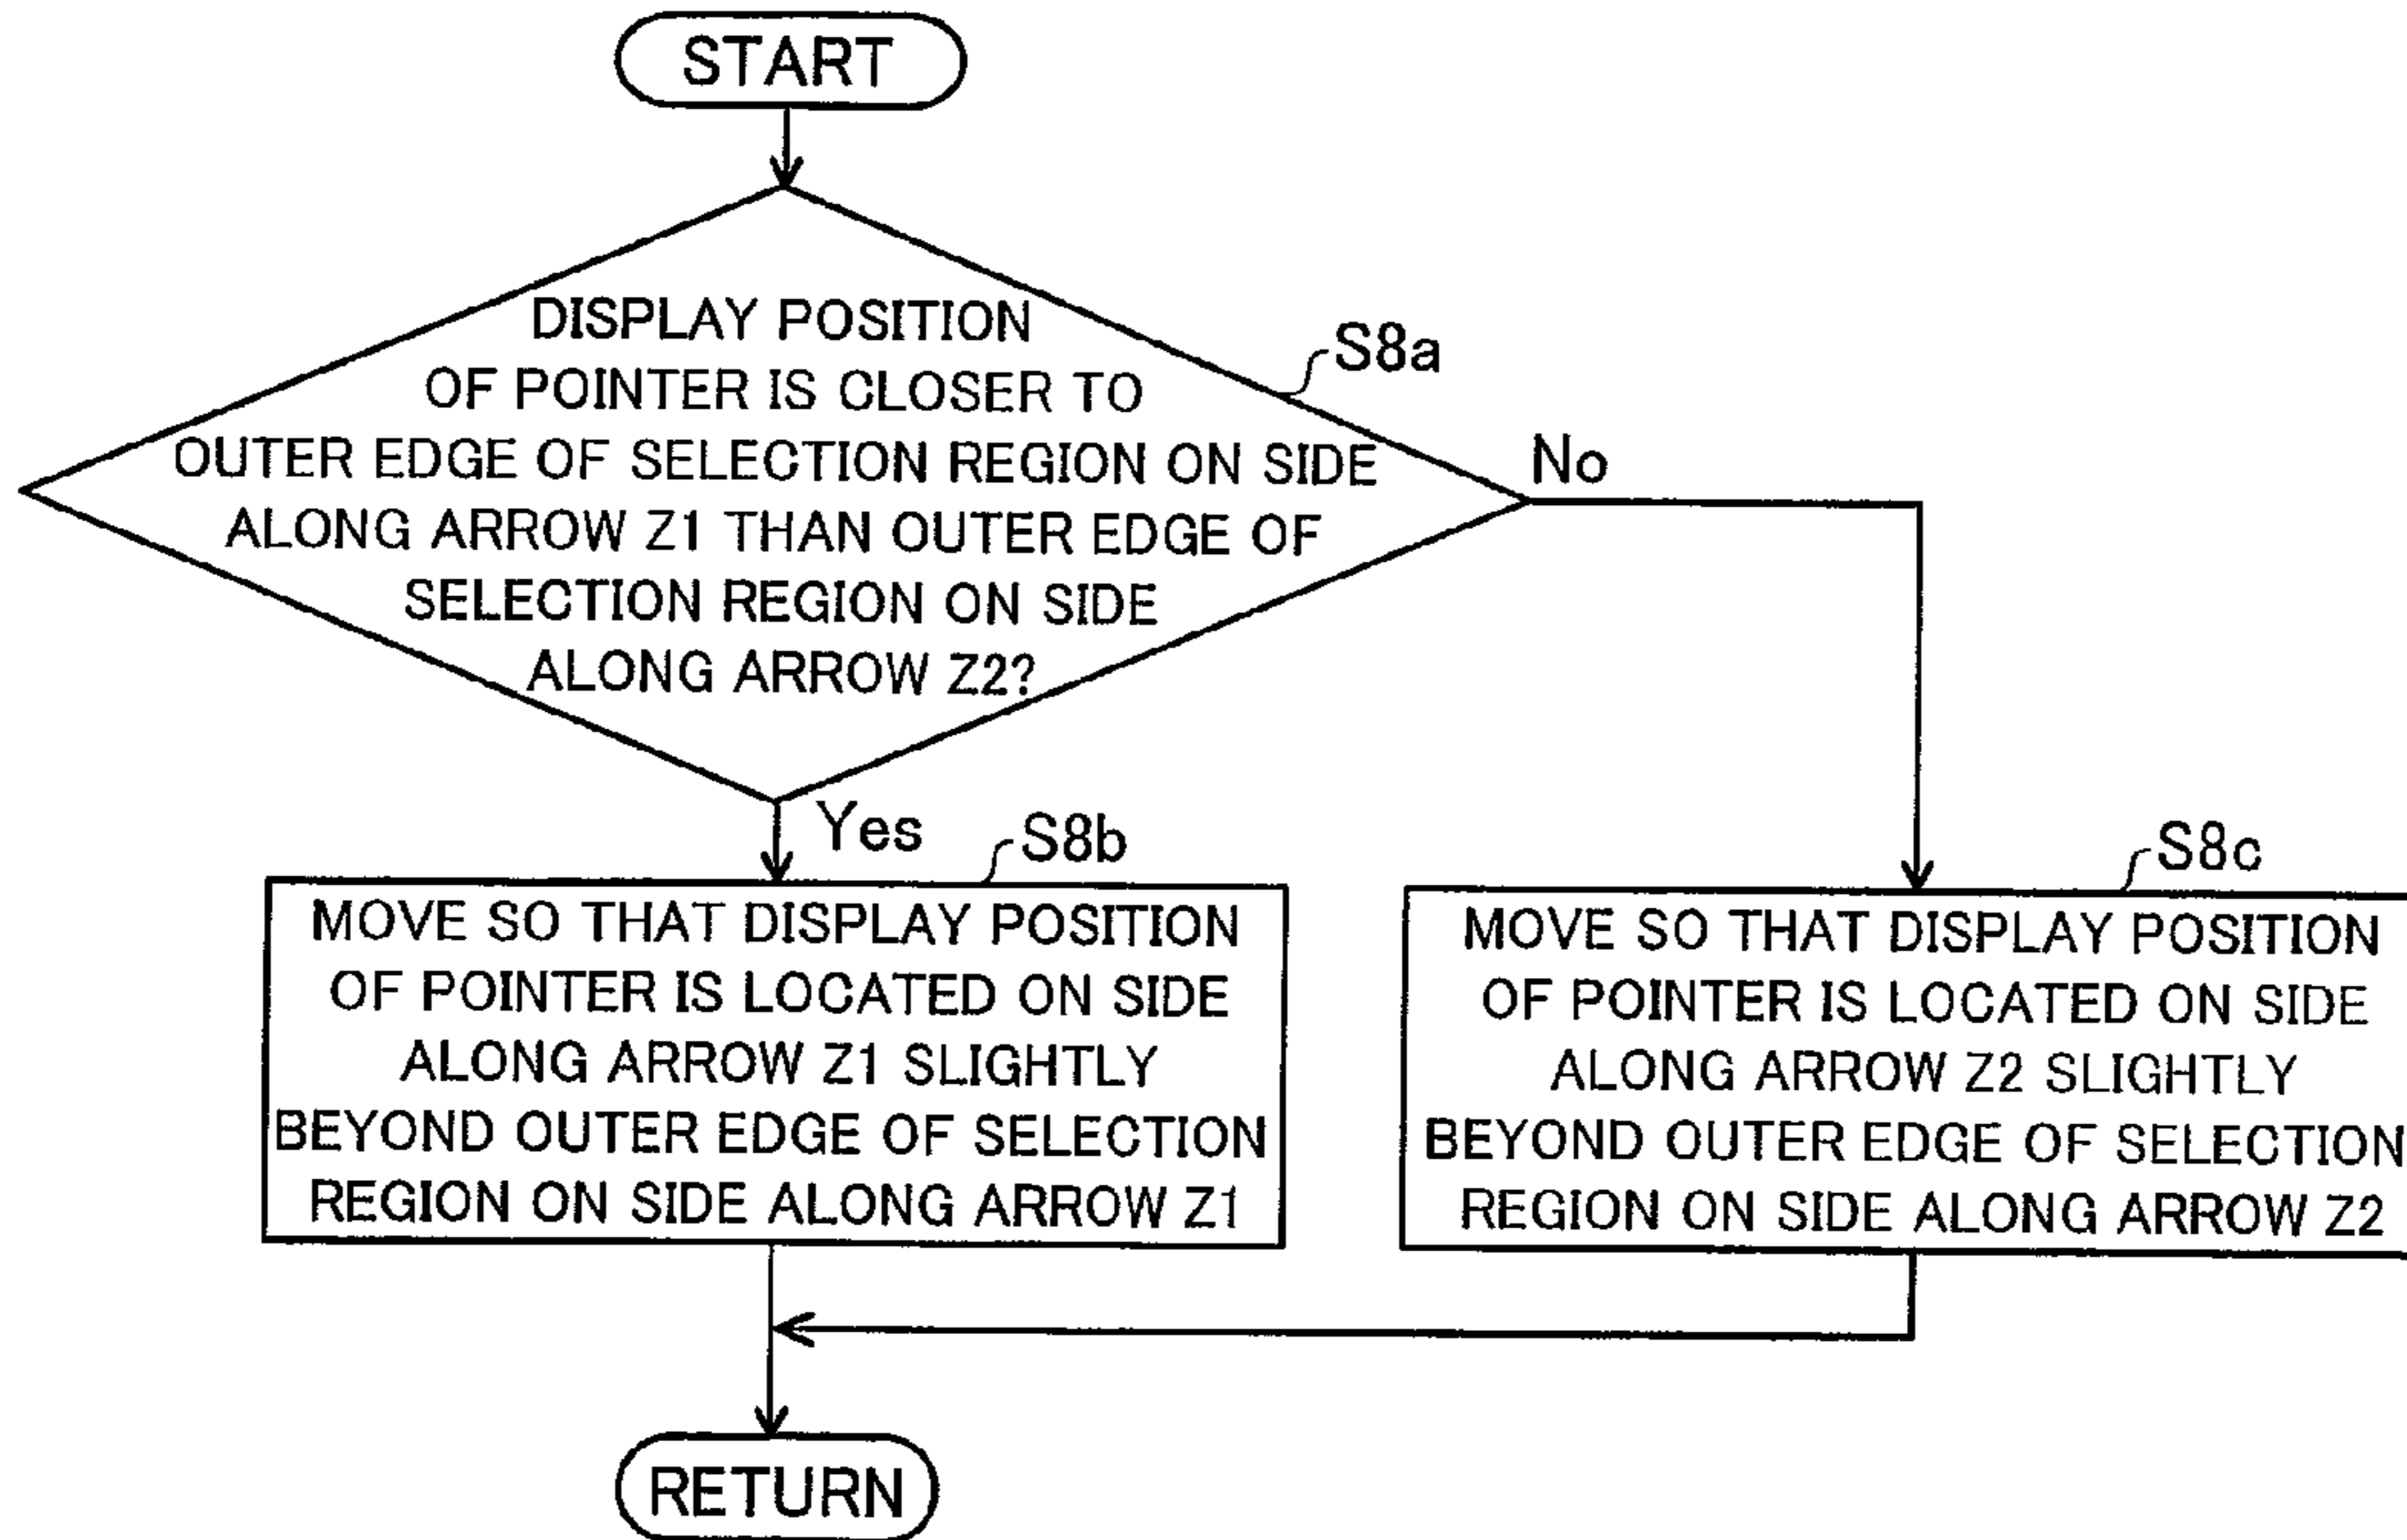 START
DISPLAY POSITION
OF POINTER IS CLOSER TO
OUTER EDGE OF SELECTION REGION ON SIDE
ALONG ARROW Z1 THAN OUTER EDGE OF
SELECTION REGION ON SIDE
ALONG ARROW Z2?
S8a
No
Yes
S8b
MOVE SO THAT DISPLAY POSITION
OF POINTER IS LOCATED ON SIDE
ALONG ARROW Z1 SLIGHTLY
BEYOND OUTER EDGE OF SELECTION
REGION ON SIDE ALONG ARROW Z1
S8c
MOVE SO THAT DISPLAY POSITION
OF POINTER IS LOCATED ON SIDE
ALONG ARROW Z2 SLIGHTLY
BEYOND OUTER EDGE OF SELECTION
REGION ON SIDE ALONG ARROW Z2
RETURN